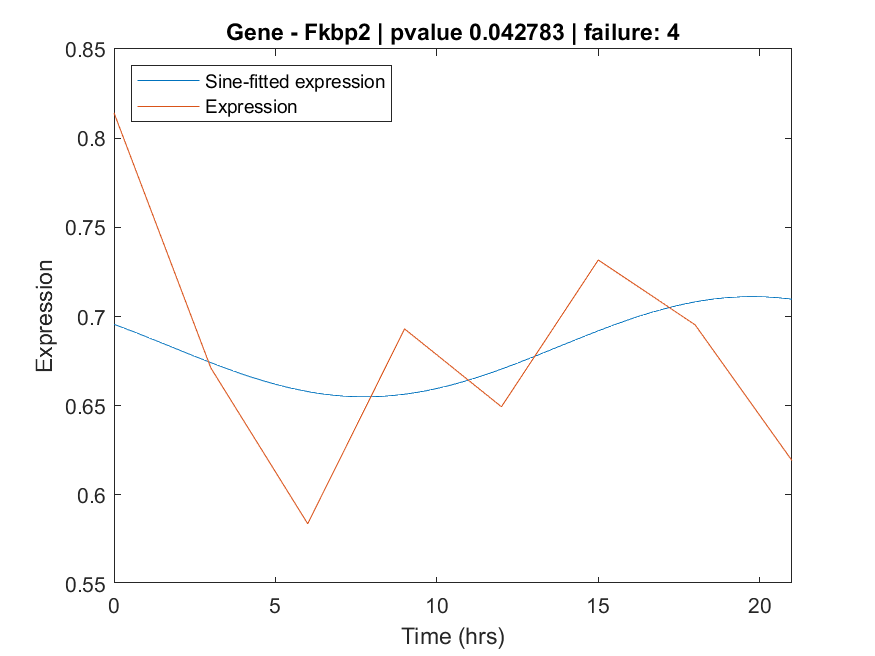 Gene - Fkbp2 | pvalue 0.042783 | failure: 4
Sine-fitted expression
Expression
0.85
0.8
0.75
0.7
0.65
0.6
0.55
Expression
0 5 10 15 20
Time (hrs)